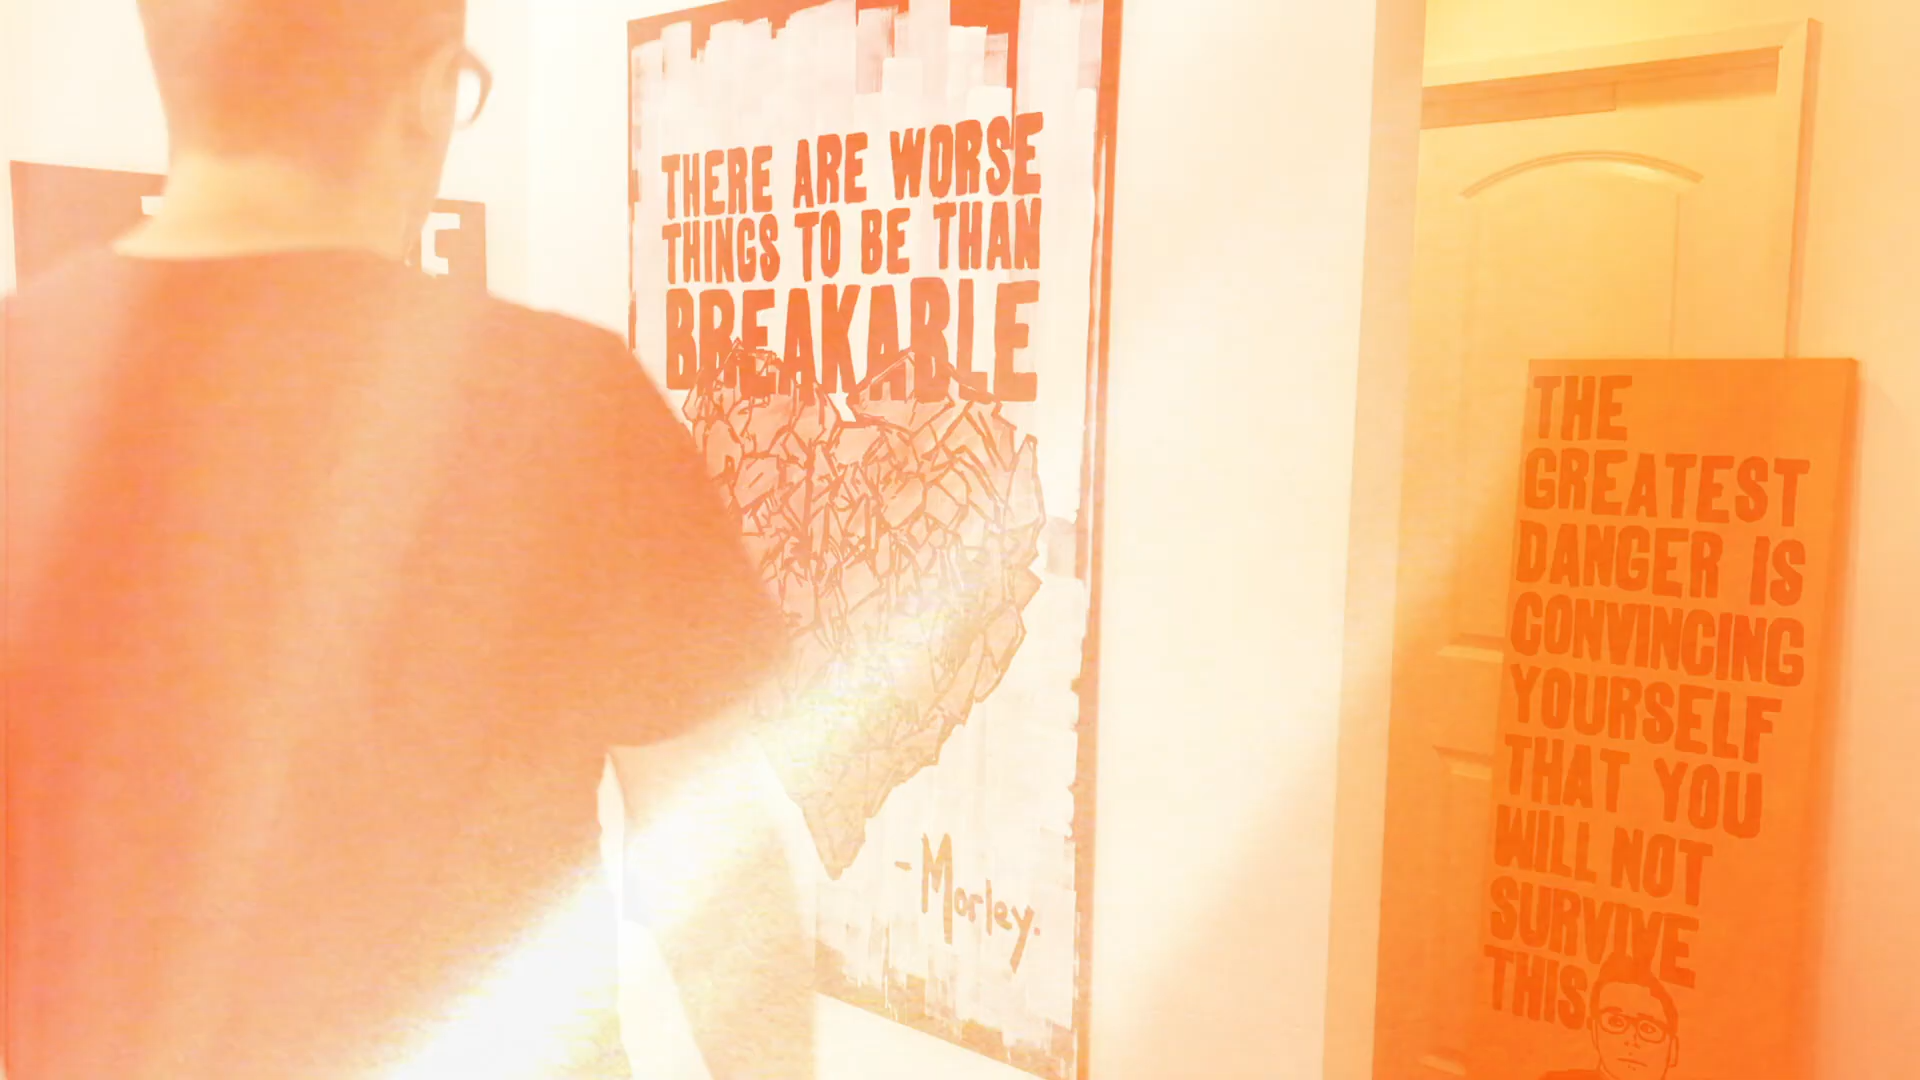 THERE ARE WORSE
THINGS TO BE THAN
BREAKABLE
- Morley.
THE
GREATEST
DANGER IS
CONVINCING
YOURSELF
THAT YOU
WILL NOT
SURVIVE
THIS.